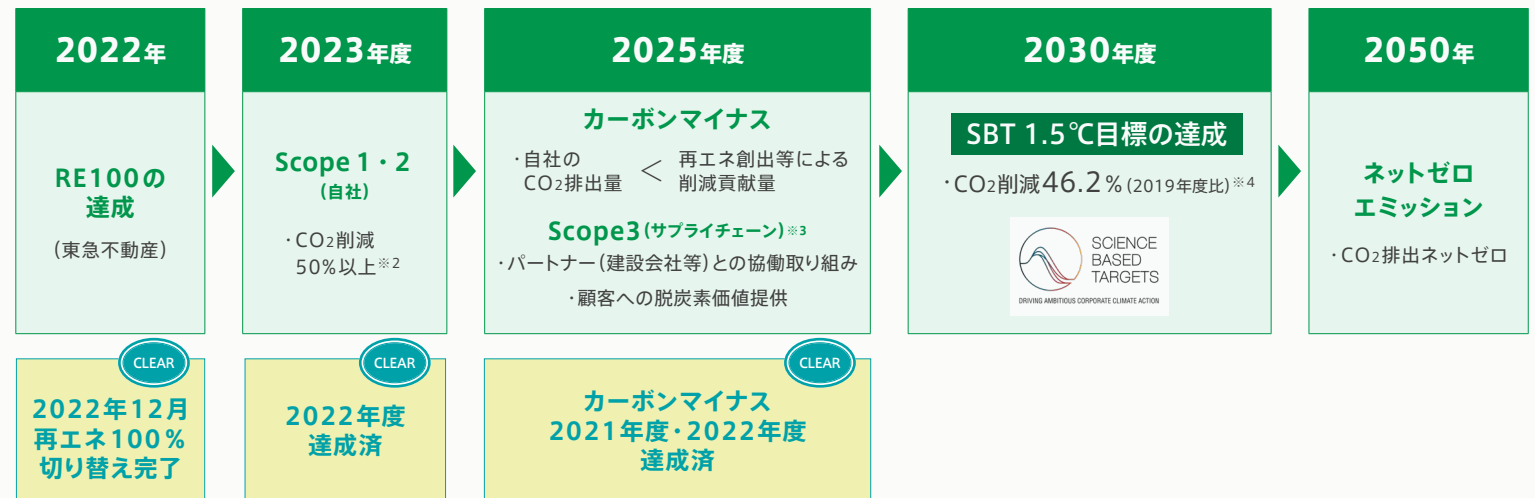 2022年
RE100の
達成
(東急不動産)
2023年度
Scope 1・2
(自社)
・CO2削減
50%以上※2
2025年度
カーボンマイナス
・自社の
CO2排出量
<
再エネ創出等による
削減貢献量
Scope3(サプライチェーン)※3
・パートナー(建設会社等)との協働取り組み
・顧客への脱炭素価値提供
2030年度
SBT 1.5℃目標の達成
・CO2削減46.2%(2019年度比)※4
SCIENCE
BASED
TARGETS
DRIVING AMBITIOUS CORPORATE CLIMATE ACTION
2050年
ネットゼロ
エミッション
・CO2排出ネットゼロ
CLEAR
2022年12月
再エネ100%
切り替え完了
CLEAR
2022年度
達成済
CLEAR
カーボンマイナス
2021年度・2022年度
達成済